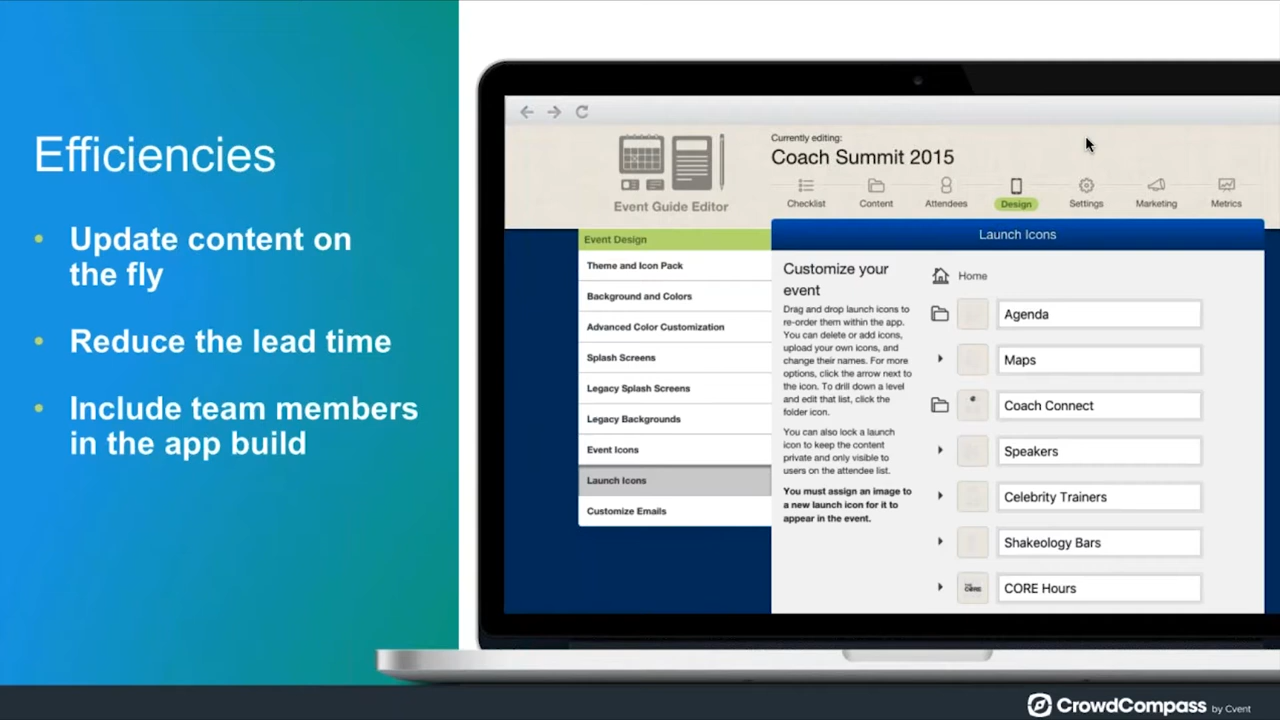 Efficiencies
• Update content on
the fly
• Reduce the lead time
• Include team members
in the app build
Event Guide Editor
Currently editing:
Coach Summit 2015
Checklist
Content
Attendees
Design
Settings
Marketing
Metrics
Event Design
Theme and Icon Pack
Background and Colors
Advanced Color Customization
Splash Screens
Legacy Splash Screens
Legacy Backgrounds
Event Icons
Launch Icons
Customize Emails
Launch Icons
Customize your
event
Drag and drop launch icons to
re-order them within the app.
You can delete or add icons,
upload your own icons, and
change their names. For more
options, click the arrow next to
the icon. To drill down a level
and edit that list, click the
folder icon.
You can also lock a launch
icon to keep the content
private and only visible to
users on the attendee list.
You must assign an image to
a new launch icon for it to
appear in the event.
Home
Agenda
Maps
Coach Connect
Speakers
Celebrity Trainers
Shakeology Bars
THE
CORE
CORE Hours
CrowdCompass by Cvent